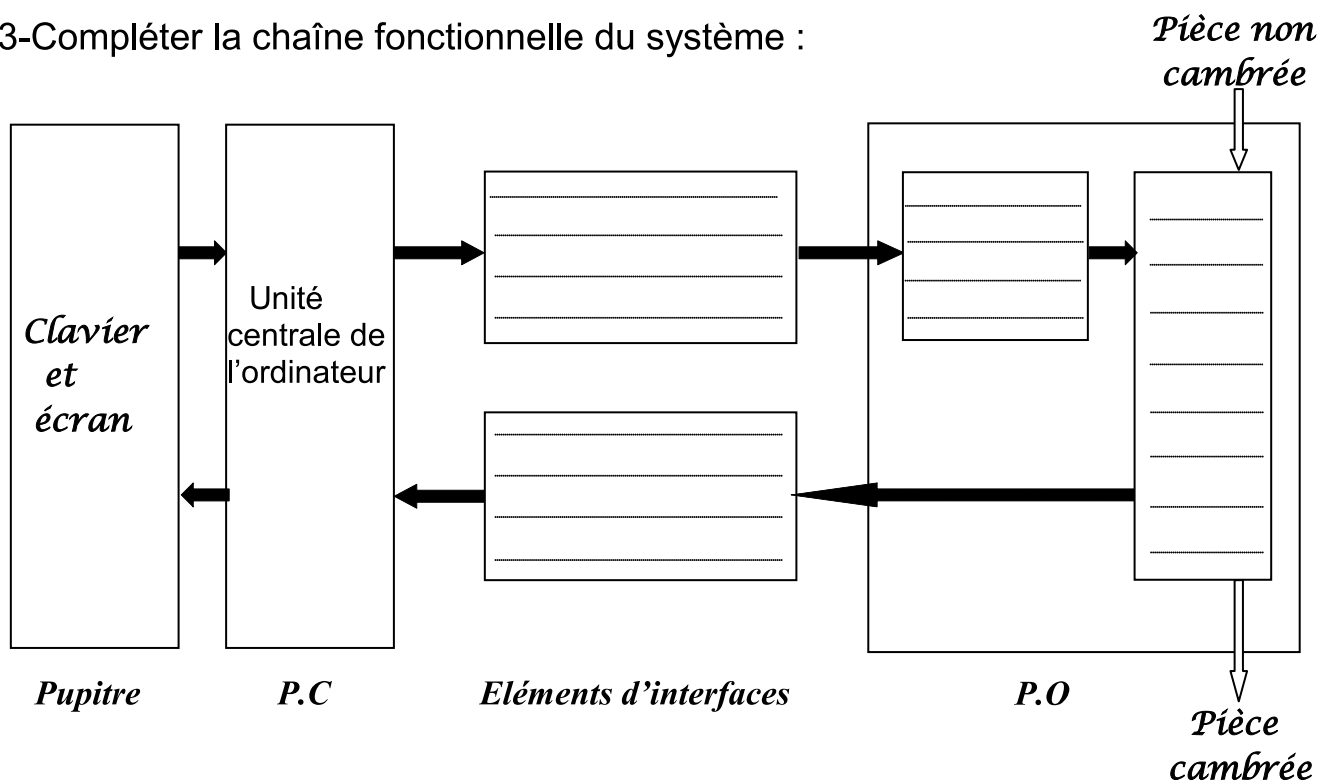 3-Compléter la chaîne fonctionnelle du système :
Pièce non
cambrée
Clavier
et
écran
Unité
centrale de
l’ordinateur
Pupitre
P.C
Eléments d’interfaces
P.O
Pièce
cambrée